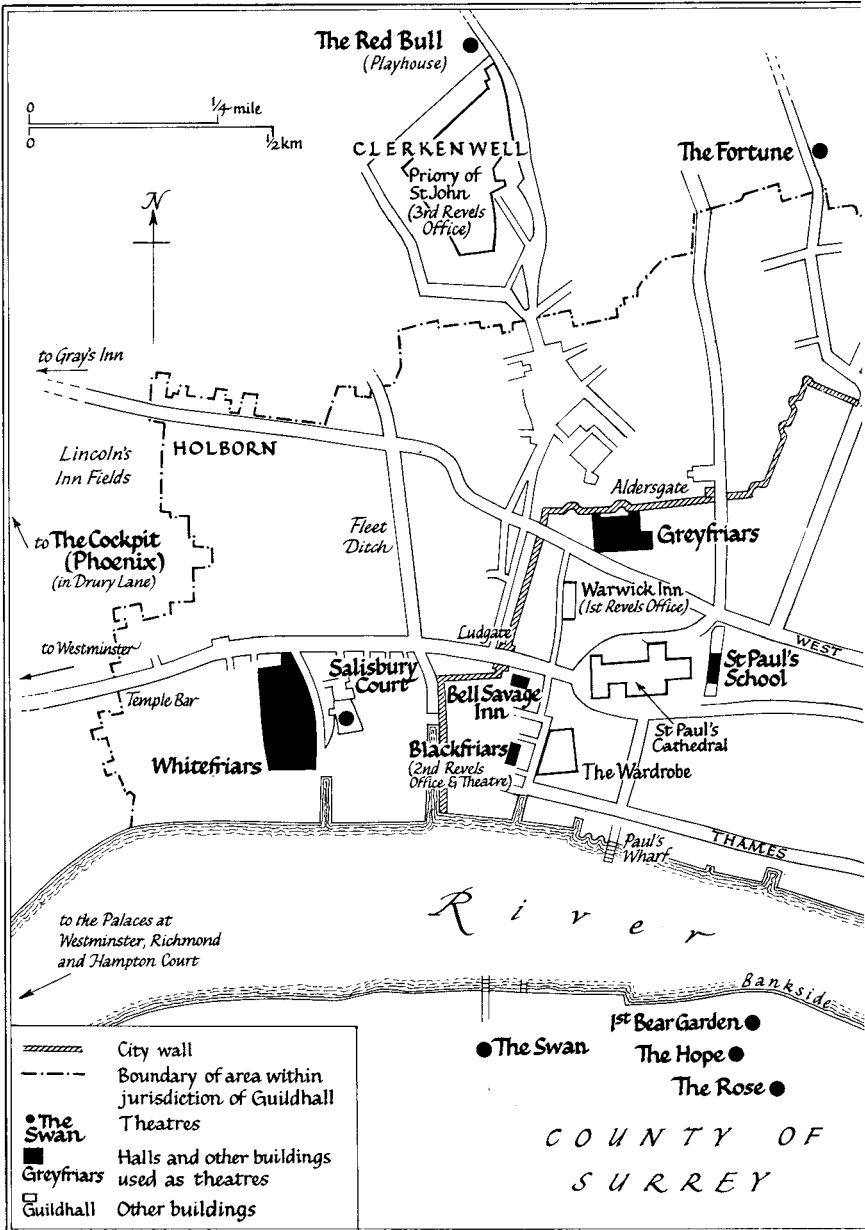 The Red Bull
(Playhouse)
0 ¼ mile
0 ½ km
CLERKENWELL
Priory of
St John
(3rd Revels
Office)
The Fortune
N
to Gray's Inn
HOLBORN
Lincoln's
Inn Fields
Aldersgate
Greyfriars
Fleet
Ditch
to The Cockpit
(Phoenix)
(in Drury Lane)
Warwick Inn
(1st Revels Office)
to Westminster
Ludgate
WEST
Salisbury
Court
St Paul's
School
Temple Bar
Bell Savage
Inn
St Paul's
Cathedral
Whitefriars
Blackfriars
(2nd Revels
Office & Theatre)
The Wardrobe
THAMES
Paul's
Wharf
River
to the Palaces at
Westminster, Richmond
and Hampton Court
Bankside
1st Bear Garden
The Swan
The Hope
The Rose
COUNTY OF
SURREY
City wall
Boundary of area within
jurisdiction of Guildhall
The
Swan
Theatres
Greyfriars
Halls and other buildings
used as theatres
Guildhall
Other buildings